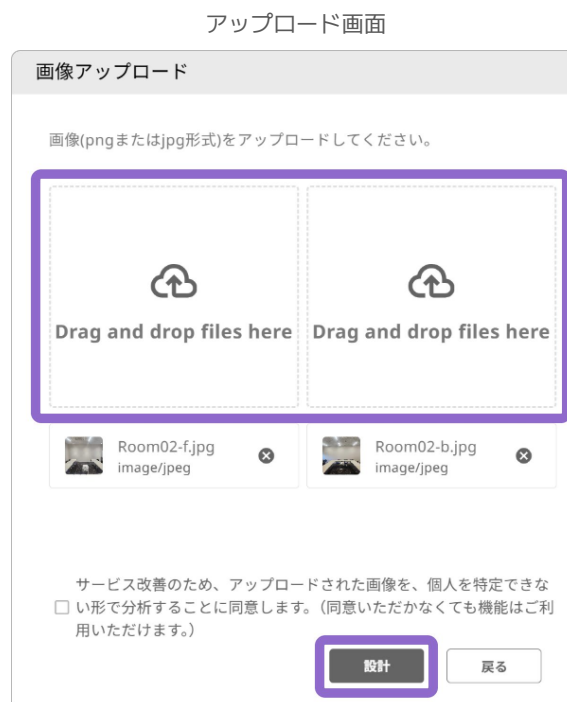 アップロード画面
画像アップロード
画像(pngまたはjpg形式)をアップロードしてください。
Drag and drop files here
Drag and drop files here
Room02-f.jpg
image/jpeg
Room02-b.jpg
image/jpeg
サービス改善のため、アップロードされた画像を、個人を特定できな
い形で分析することに同意します。(同意いただかなくても機能はご利
用いただけます。)
設計
戻る